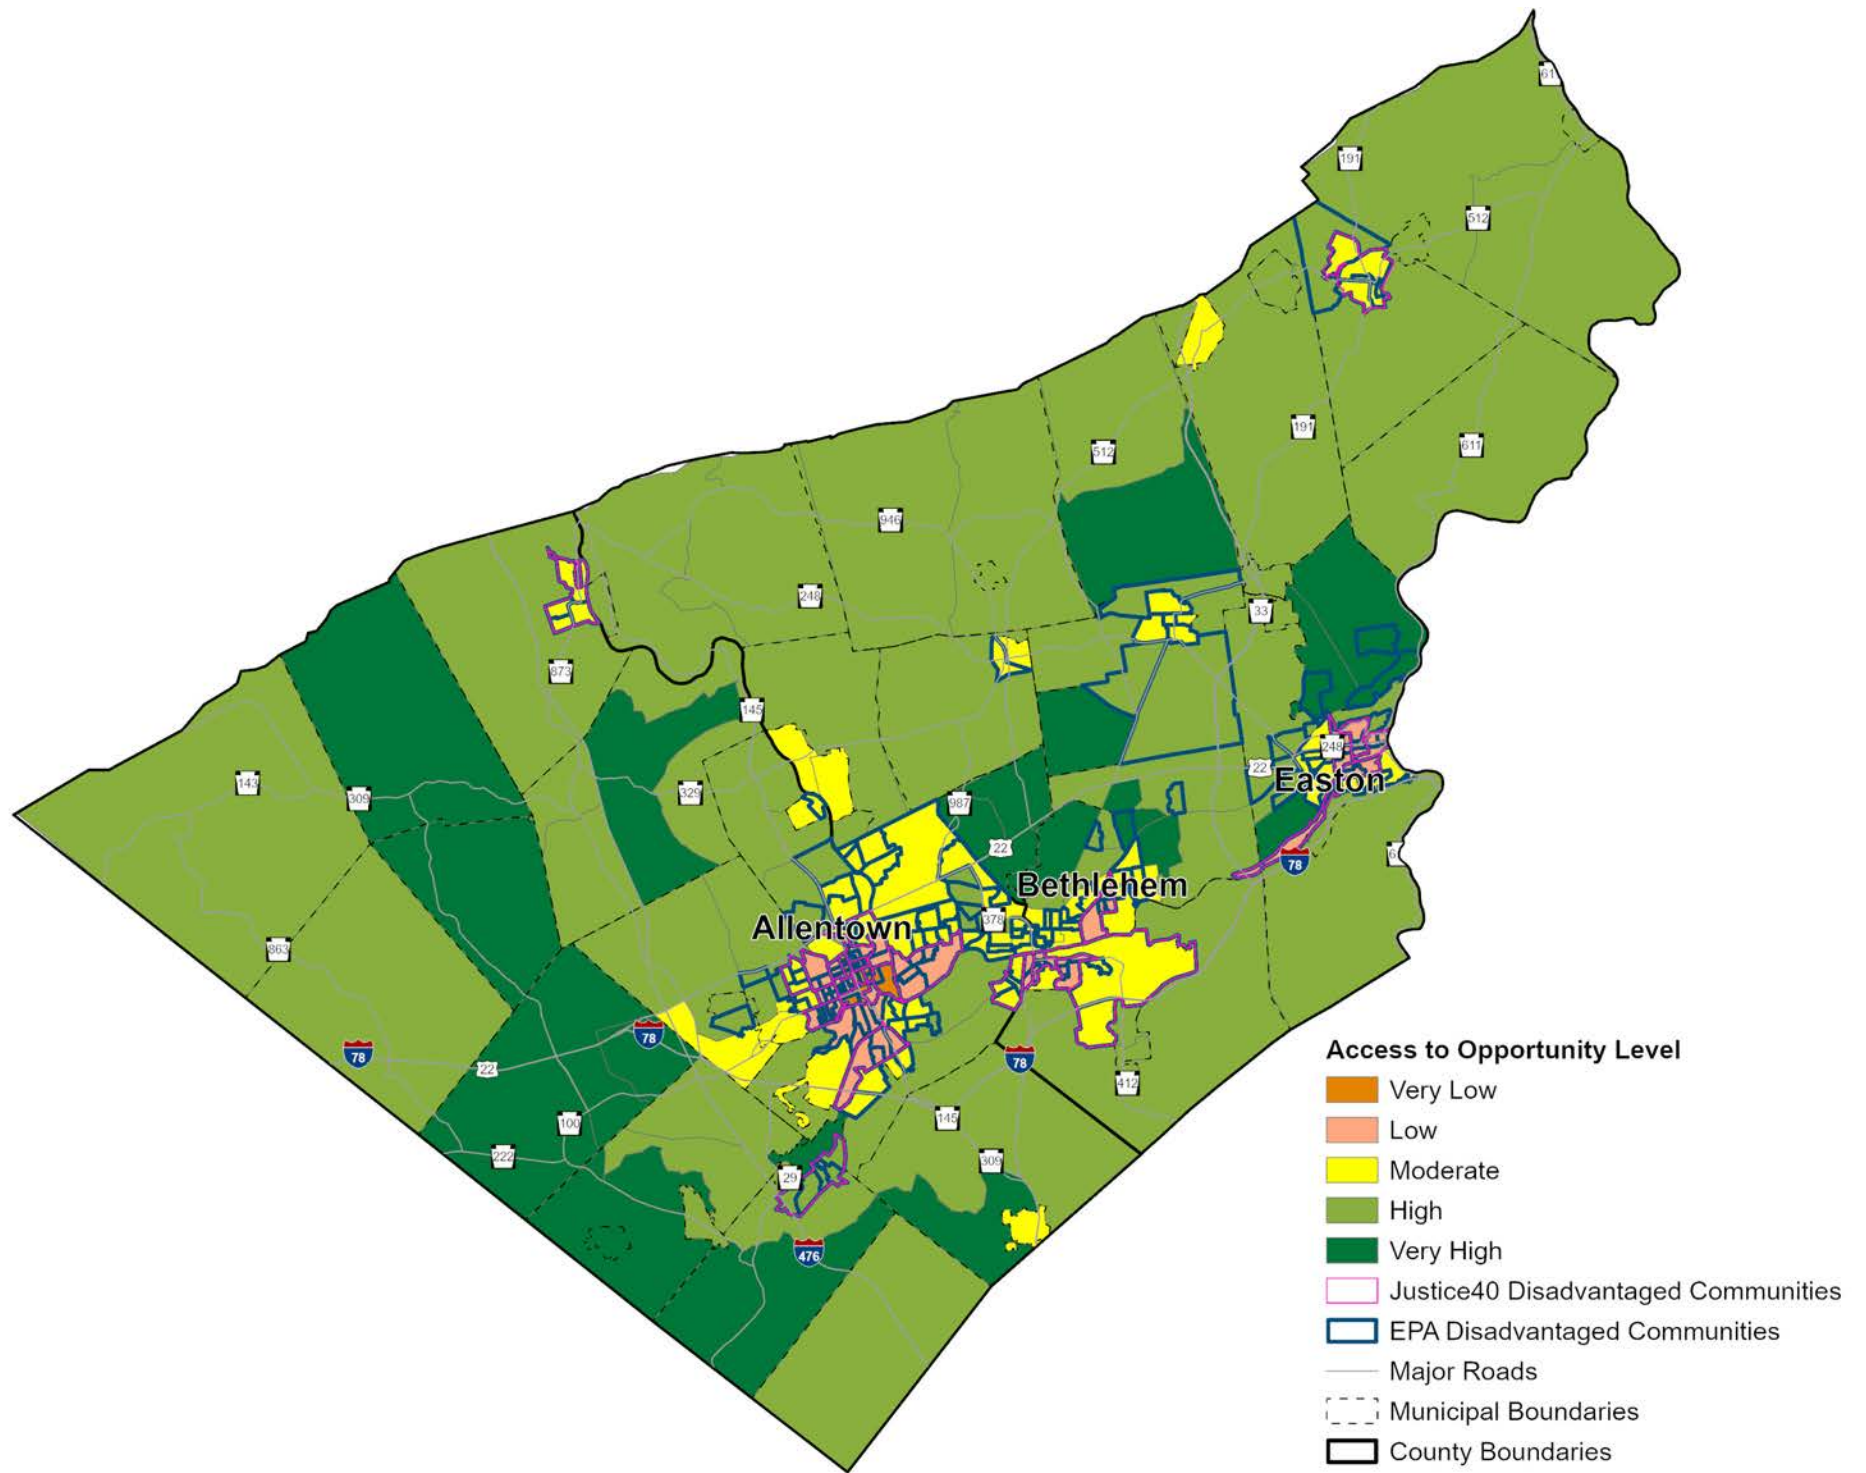 61
191
512
191
512
611
946
248
33
873
145
248
143
309
329
22
Easton
987
22
78
6
Bethlehem
378
Allentown
863
78
78
22
78
412
100
145
222
309
29
476
Access to Opportunity Level
Very Low
Low
Moderate
High
Very High
Justice40 Disadvantaged Communities
EPA Disadvantaged Communities
Major Roads
Municipal Boundaries
County Boundaries